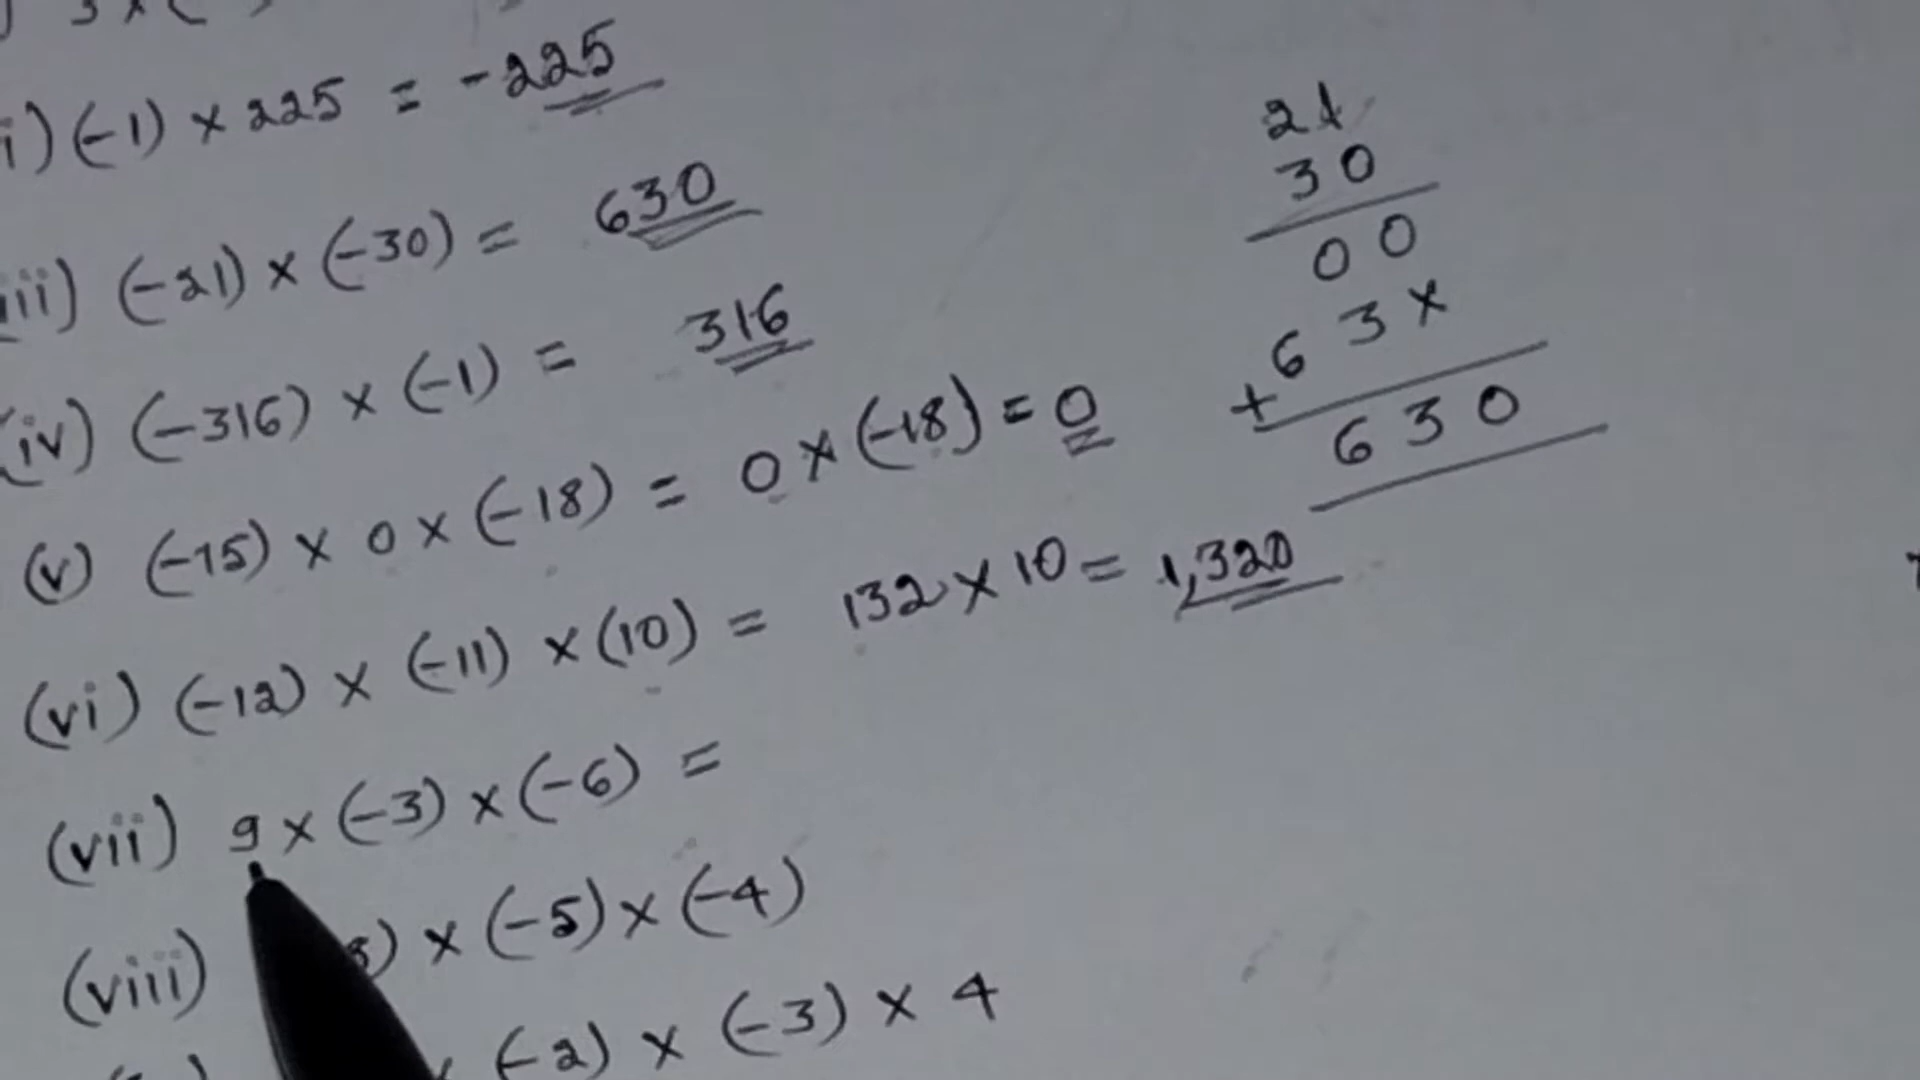 3 × (
i) (-1) × 225 = -225
iii) (-21) × (-30) = 630
(iv) (-316) × (-1) = 316
(v) (-15) × 0 × (-18) = 0 × (-18) = 0
(vi) (-12) × (-11) × (10) = 132 × 10 = 1,320
(vii) 9 × (-3) × (-6) =
(viii) ) × (-5) × (-4)
(-2) × (-3) × 4
21
30
00
63×
+
630